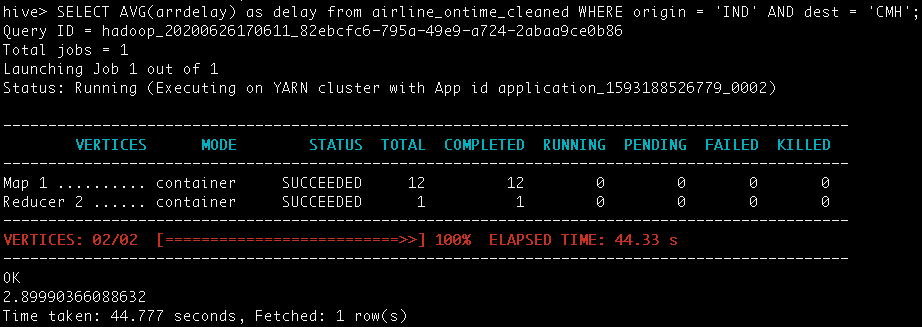 hive> SELECT AVG(arrdelay) as delay from airline_ontime_cleaned WHERE origin = 'IND' AND dest = 'CMH';
Query ID = hadoop_20200626170611_82ebcfc6-795a-49e9-a724-2abaa9ce0b86
Total jobs = 1
Launching Job 1 out of 1
Status: Running (Executing on YARN cluster with App id application_1593188526779_0002)
----------------------------------------------------------------------------------------------
VERTICES MODE STATUS TOTAL COMPLETED RUNNING PENDING FAILED KILLED
----------------------------------------------------------------------------------------------
Map 1 .......... container SUCCEEDED 12 12 0 0 0 0
Reducer 2 ...... container SUCCEEDED 1 1 0 0 0 0
----------------------------------------------------------------------------------------------
VERTICES: 02/02 [==========================>>] 100% ELAPSED TIME: 44.33 s
----------------------------------------------------------------------------------------------
OK
2.89990366088632
Time taken: 44.777 seconds, Fetched: 1 row(s)